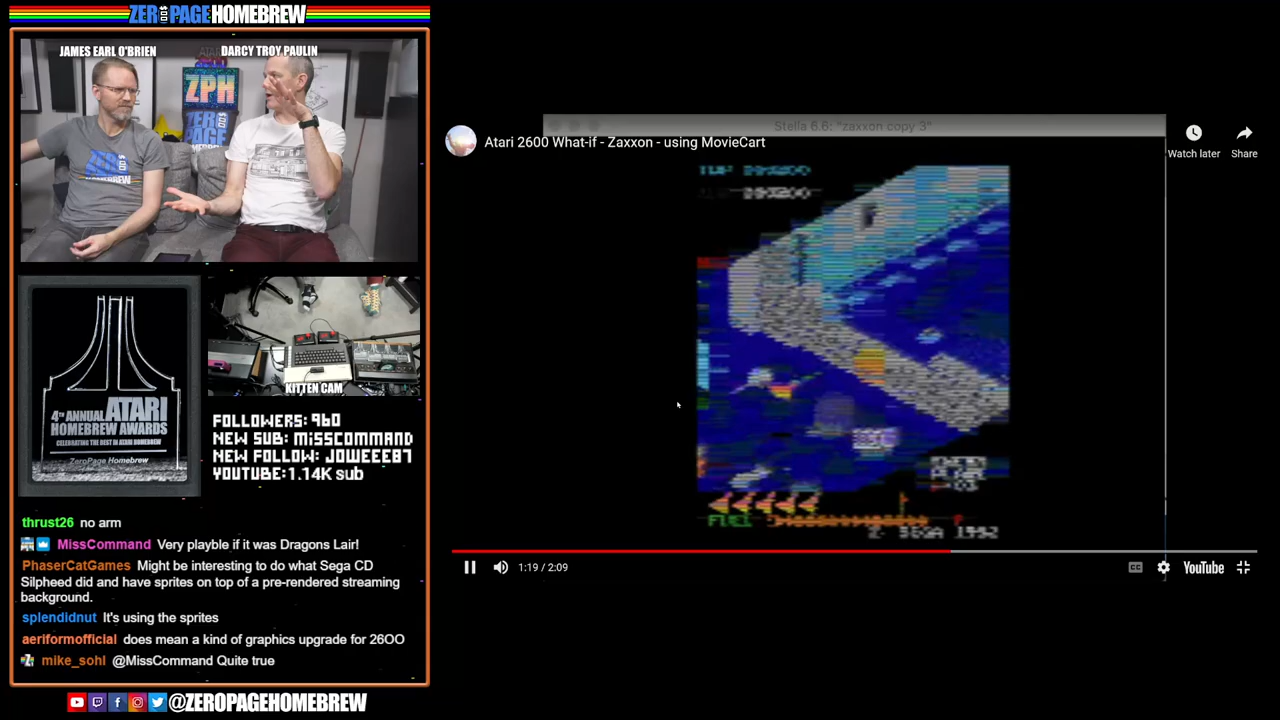 ZEROPAGE HOMEBREW
JAMES EARL O'BRIEN
DARCY TROY PAULIN
ZPH
4TH ANNUAL ATARI
HOMEBREW AWARDS
CELEBRATING THE BEST IN ATARI HOMEBREW
ZeroPage Homebrew
KITTEN CAM
FOLLOWERS: 960
NEW SUB: MISSCOMMAND
NEW FOLLOW: JOWEEE87
YOUTUBE: 1.14K sub
thrust26 no arm
MissCommand Very playble if it was Dragons Lair!
PhaserCatGames Might be interesting to do what Sega CD
Silpheed did and have sprites on top of a pre-rendered streaming
background.
splendidnut It's using the sprites
aeriformofficial does mean a kind of graphics upgrade for 26OO
mike_sohl @MissCommand Quite true
@ZEROPAGEHOMEBREW
Stella 6.6: "zaxxon copy 3"
Atari 2600 What-if - Zaxxon - using MovieCart
Watch later
Share
FUEL
SEGA 1982
1:19 / 2:09
CC
YouTube